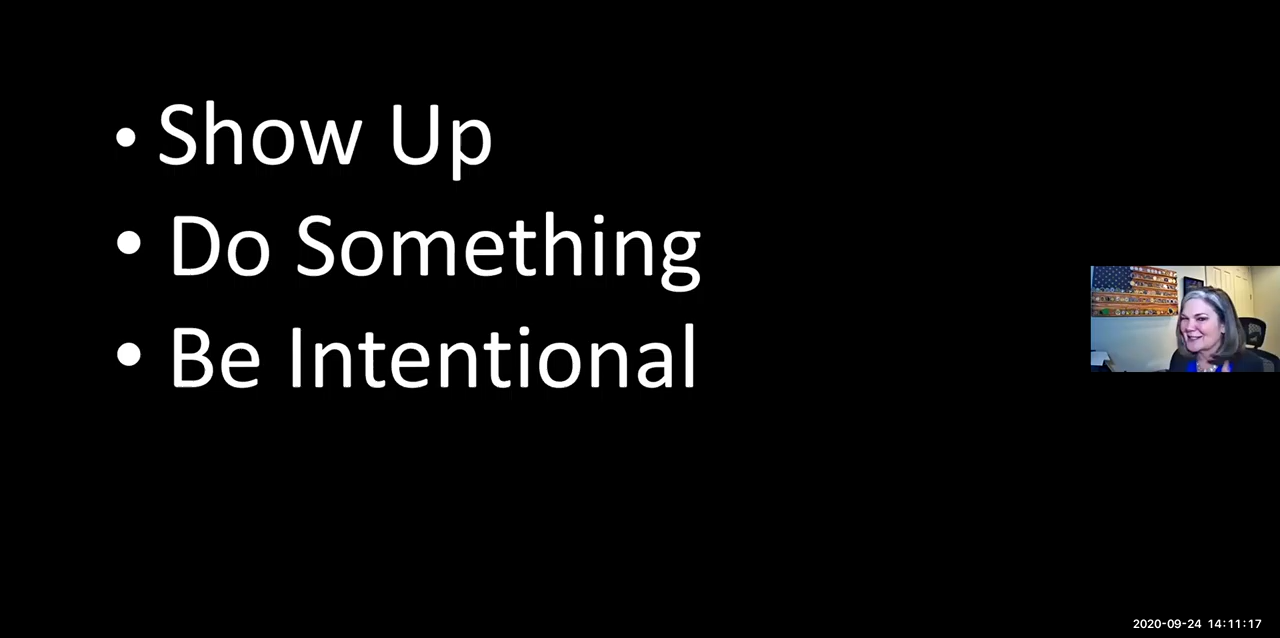 • Show Up
• Do Something
• Be Intentional
2020-09-24 14:11:17